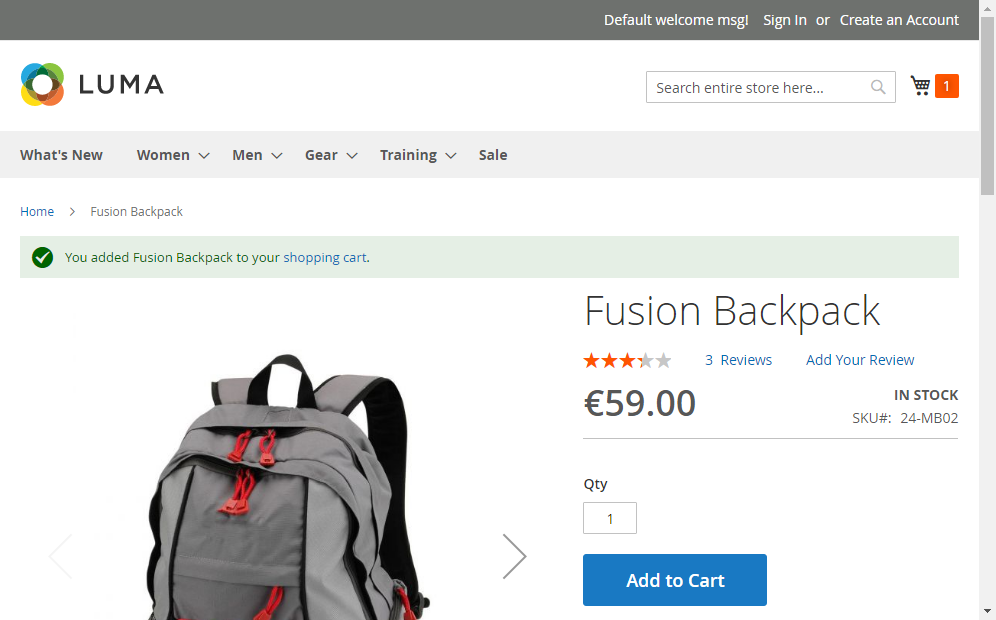 Default welcome msg! Sign In or Create an Account
LUMA
Search entire store here...
1
What's New Women Men Gear Training Sale
Home > Fusion Backpack
You added Fusion Backpack to your shopping cart.
Fusion Backpack
3 Reviews Add Your Review
€59.00
IN STOCK
SKU#: 24-MB02
Qty
1
Add to Cart